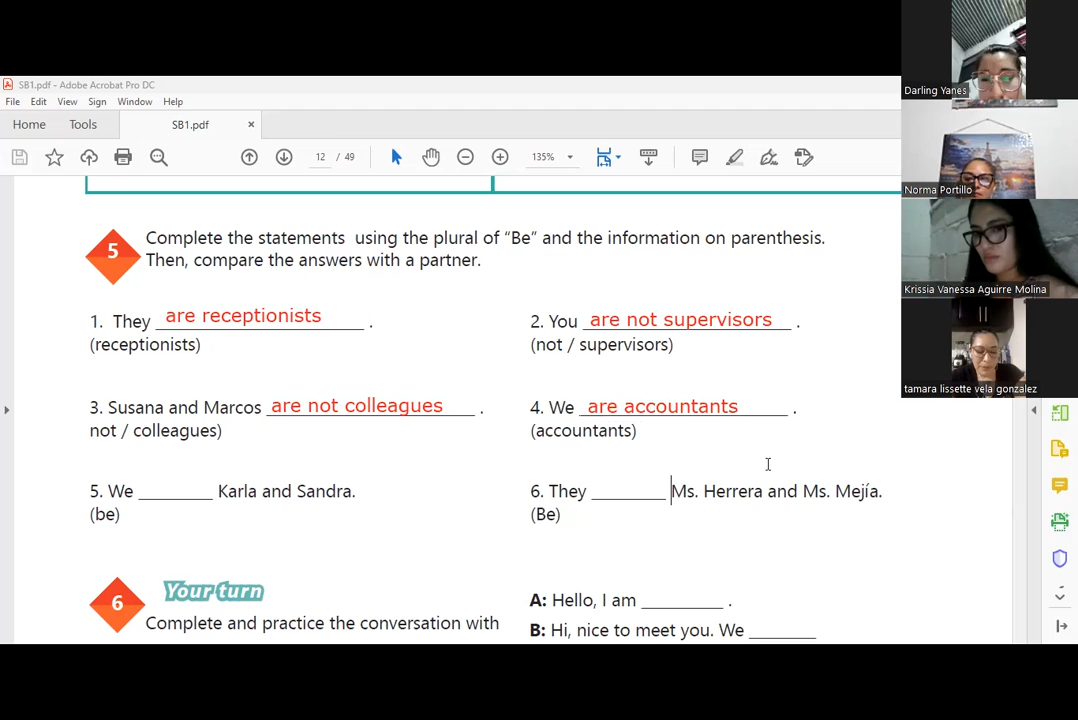 SB1.pdf - Adobe Acrobat Pro DC
File Edit View Sign Window Help
Home Tools SB1.pdf ×
12 / 49 135%
5 Complete the statements using the plural of “Be” and the information on parenthesis.
Then, compare the answers with a partner.
1. They are receptionists .
(receptionists)
2. You are not supervisors .
(not / supervisors)
3. Susana and Marcos are not colleagues .
not / colleagues)
4. We are accountants .
(accountants)
5. We ________ Karla and Sandra.
(be)
6. They ________ Ms. Herrera and Ms. Mejía.
(Be)
6 Your turn
Complete and practice the conversation with
A: Hello, I am _________ .
B: Hi, nice to meet you. We ________
Darling Yanes
Norma Portillo
Krissia Vanessa Aguirre Molina
tamara lissette vela gonzalez